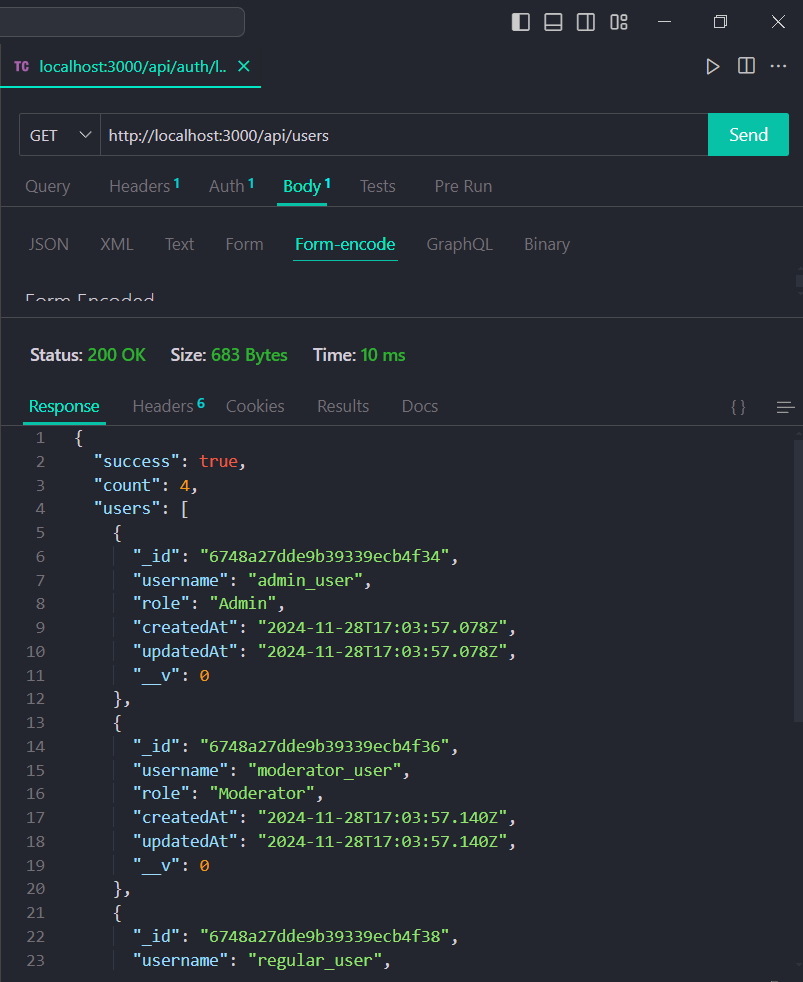 TC localhost:3000/api/auth/l..
GET http://localhost:3000/api/users Send
Query Headers 1 Auth 1 Body 1 Tests Pre Run
JSON XML Text Form Form-encode GraphQL Binary
Form Encoded
Status: 200 OK Size: 683 Bytes Time: 10 ms
Response Headers 6 Cookies Results Docs { }
1 {
2 "success": true,
3 "count": 4,
4 "users": [
5 {
6 "_id": "6748a27dde9b39339ecb4f34",
7 "username": "admin_user",
8 "role": "Admin",
9 "createdAt": "2024-11-28T17:03:57.078Z",
10 "updatedAt": "2024-11-28T17:03:57.078Z",
11 "__v": 0
12 },
13 {
14 "_id": "6748a27dde9b39339ecb4f36",
15 "username": "moderator_user",
16 "role": "Moderator",
17 "createdAt": "2024-11-28T17:03:57.140Z",
18 "updatedAt": "2024-11-28T17:03:57.140Z",
19 "__v": 0
20 },
21 {
22 "_id": "6748a27dde9b39339ecb4f38",
23 "username": "regular_user",